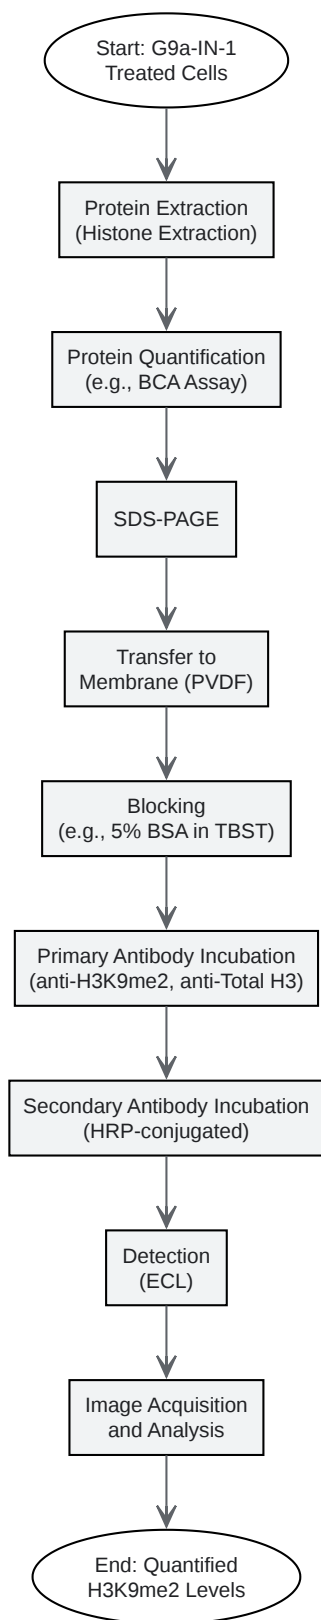 Start: G9a-IN-1
Treated Cells
Protein Extraction
(Histone Extraction)
Protein Quantification
(e.g., BCA Assay)
SDS-PAGE
Transfer to
Membrane (PVDF)
Blocking
(e.g., 5% BSA in TBST)
Primary Antibody Incubation
(anti-H3K9me2, anti-Total H3)
Secondary Antibody Incubation
(HRP-conjugated)
Detection
(ECL)
Image Acquisition
and Analysis
End: Quantified
H3K9me2 Levels